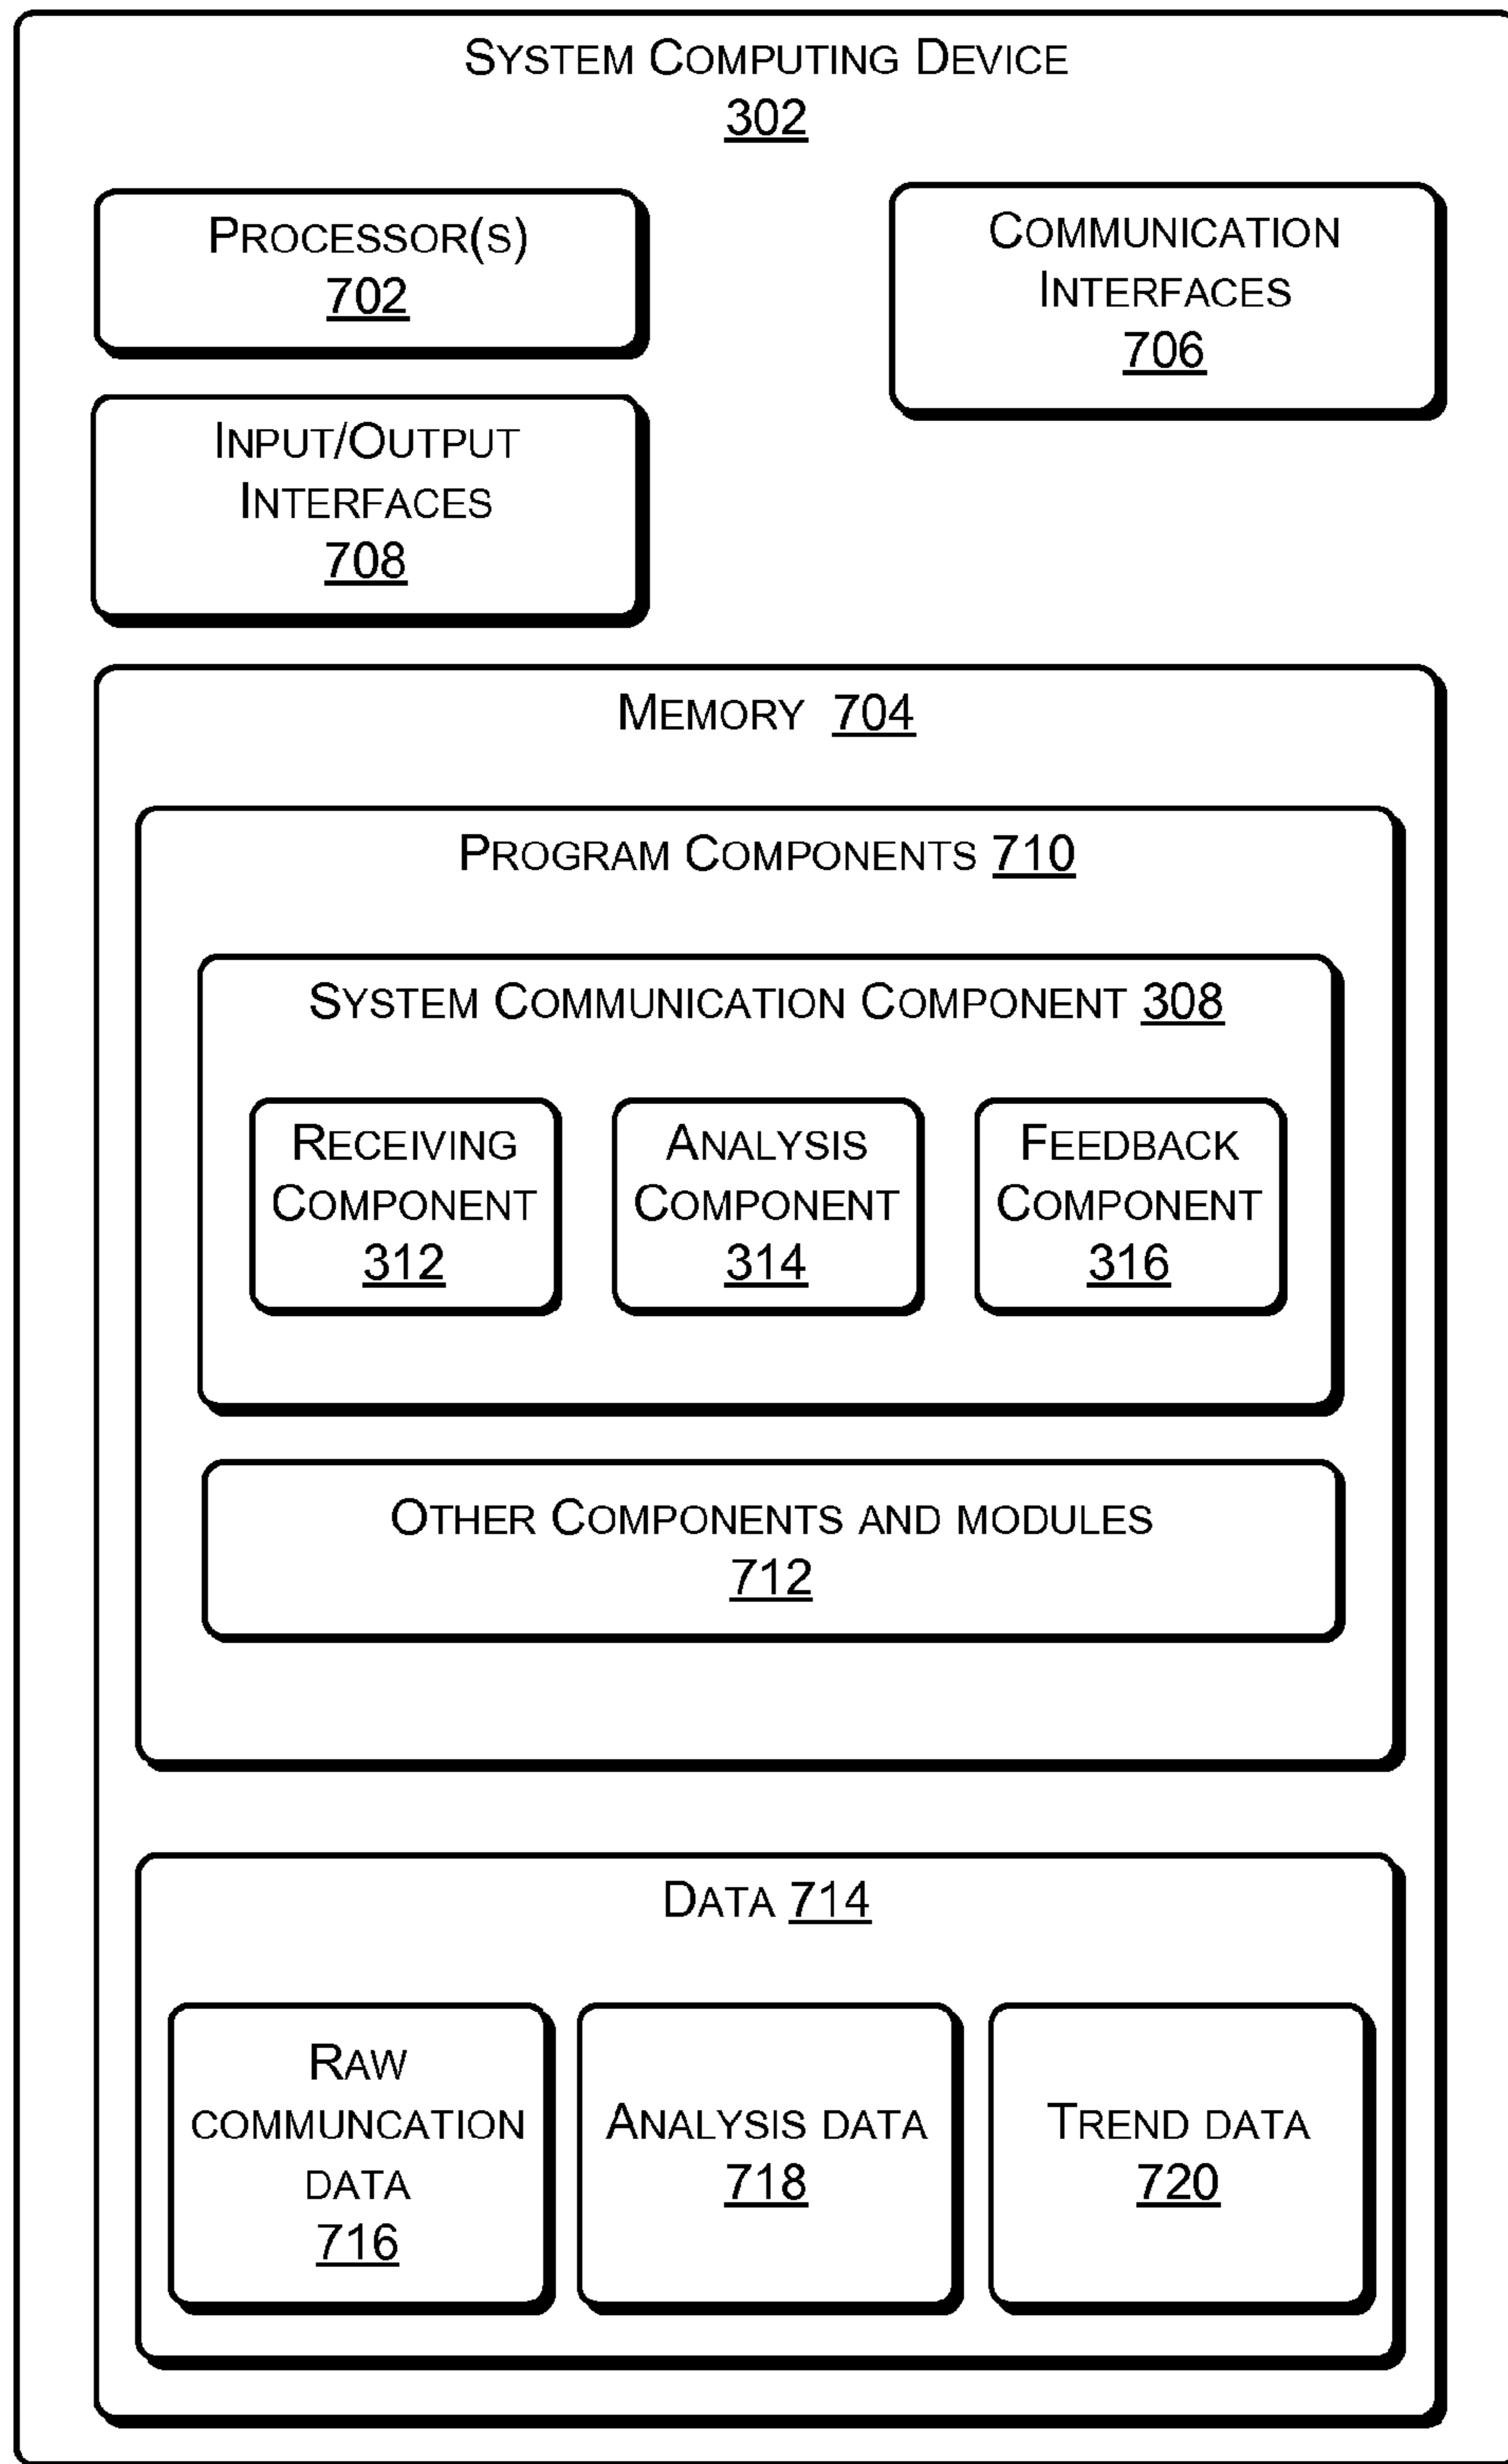 SYSTEM COMPUTING DEVICE
302
PROCESSOR(S)
702
COMMUNICATION
INTERFACES
706
INPUT/OUTPUT
INTERFACES
708
MEMORY 704
PROGRAM COMPONENTS 710
SYSTEM COMMUNICATION COMPONENT 308
RECEIVING
COMPONENT
312
ANALYSIS
COMPONENT
314
FEEDBACK
COMPONENT
316
OTHER COMPONENTS AND MODULES
712
DATA 714
RAW
COMMUNCATION
DATA
716
ANALYSIS DATA
718
TREND DATA
720